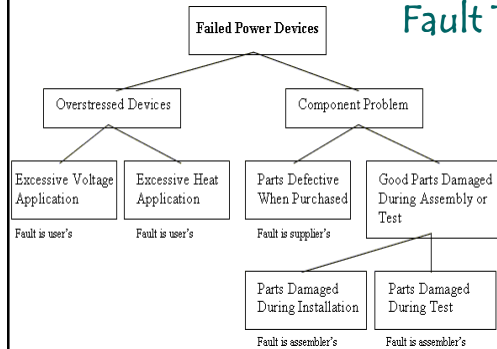 Fault
Failed Power Devices
Overstressed Devices
Component Problem
Excessive Voltage
Application
Excessive Heat
Application
Parts Defective
When Purchased
Good Parts Damaged
During Assembly or
Test
Fault is user's
Fault is user's
Fault is supplier's
Parts Damaged
During Installation
Parts Damaged
During Test
Fault is assembler's
Fault is assembler's